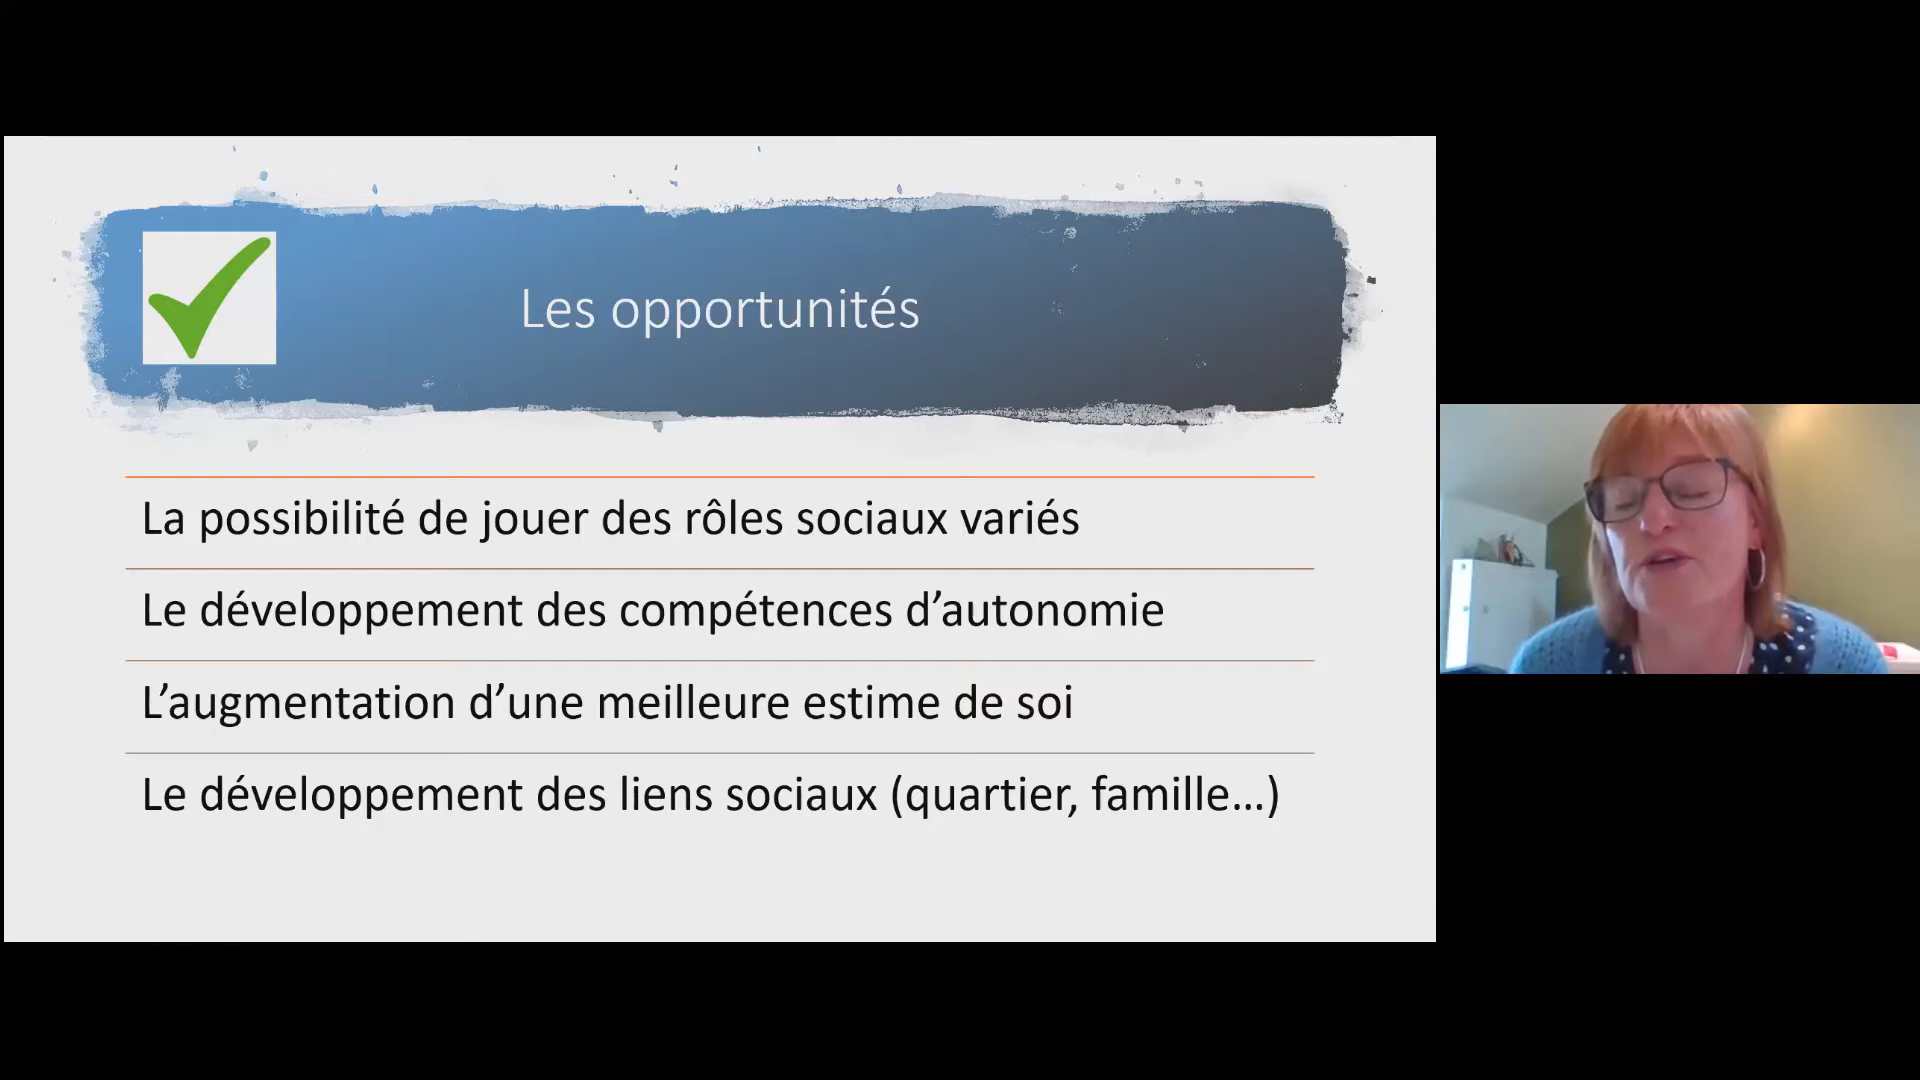 Les opportunités
La possibilité de jouer des rôles sociaux variés
Le développement des compétences d’autonomie
L’augmentation d’une meilleure estime de soi
Le développement des liens sociaux (quartier, famille…)